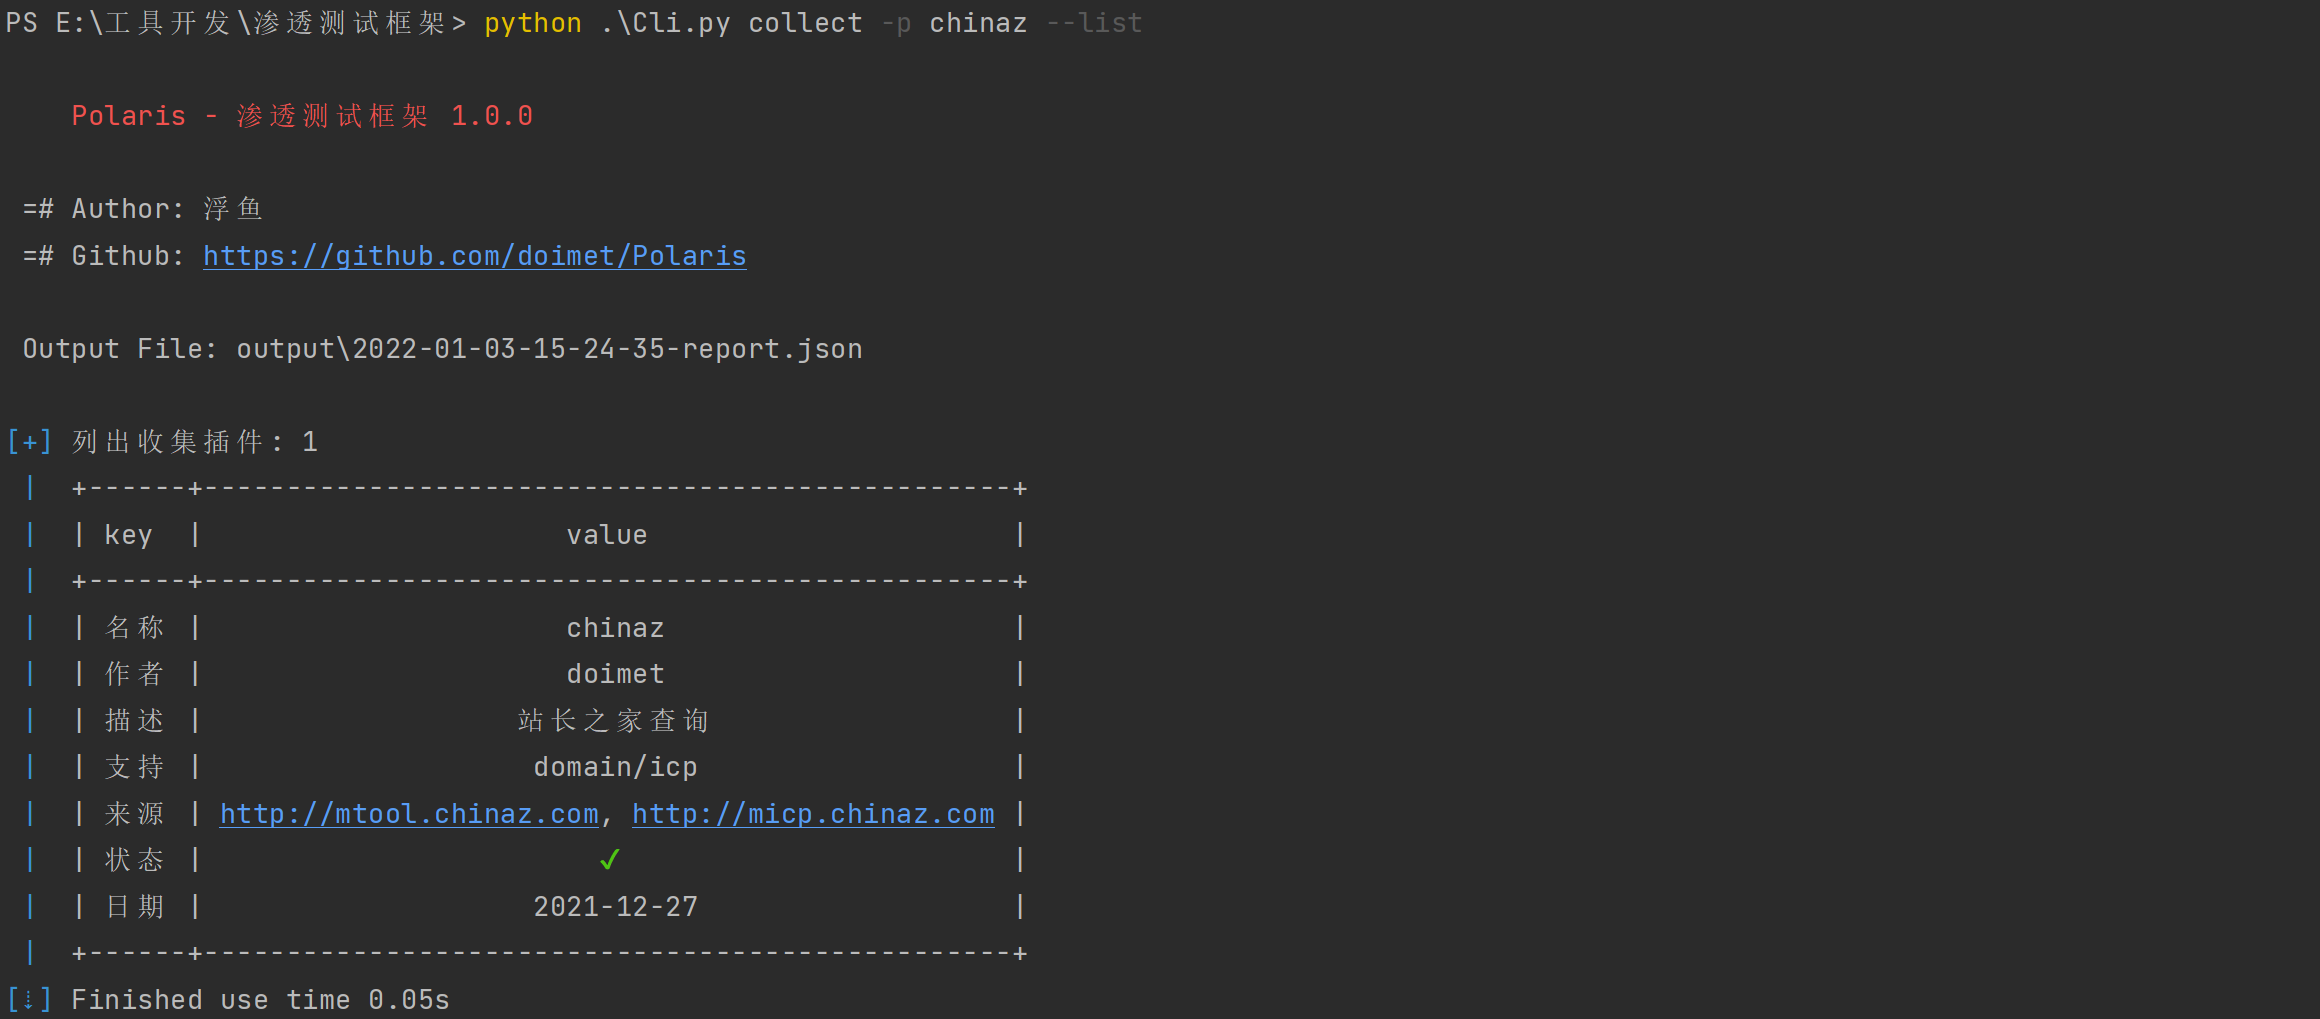 PS E:\工具开发\渗透测试框架> python .\Cli.py collect -p chinaz --list
Polaris - 渗透测试框架 1.0.0
=# Author: 浮鱼
=# Github: https://github.com/doimet/Polaris
Output File: output\2022-01-03-15-24-35-report.json
[+] 列出收集插件: 1
| +------+-------------------------------------------------+
| | key | value |
| +------+-------------------------------------------------+
| | 名称 | chinaz |
| | 作者 | doimet |
| | 描述 | 站长之家查询 |
| | 支持 | domain/icp |
| | 来源 | http://mtool.chinaz.com, http://micp.chinaz.com |
| | 状态 | ✓ |
| | 日期 | 2021-12-27 |
| +------+-------------------------------------------------+
[⇣] Finished use time 0.05s